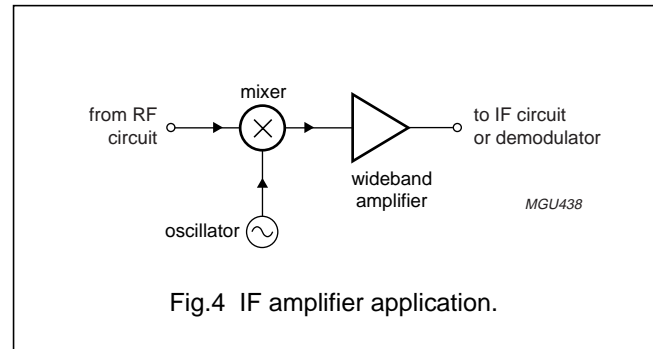 mixer
from RF
circuit
to IF circuit
or demodulator
wideband
amplifier
oscillator
MGU438
Fig.4 IF amplifier application.